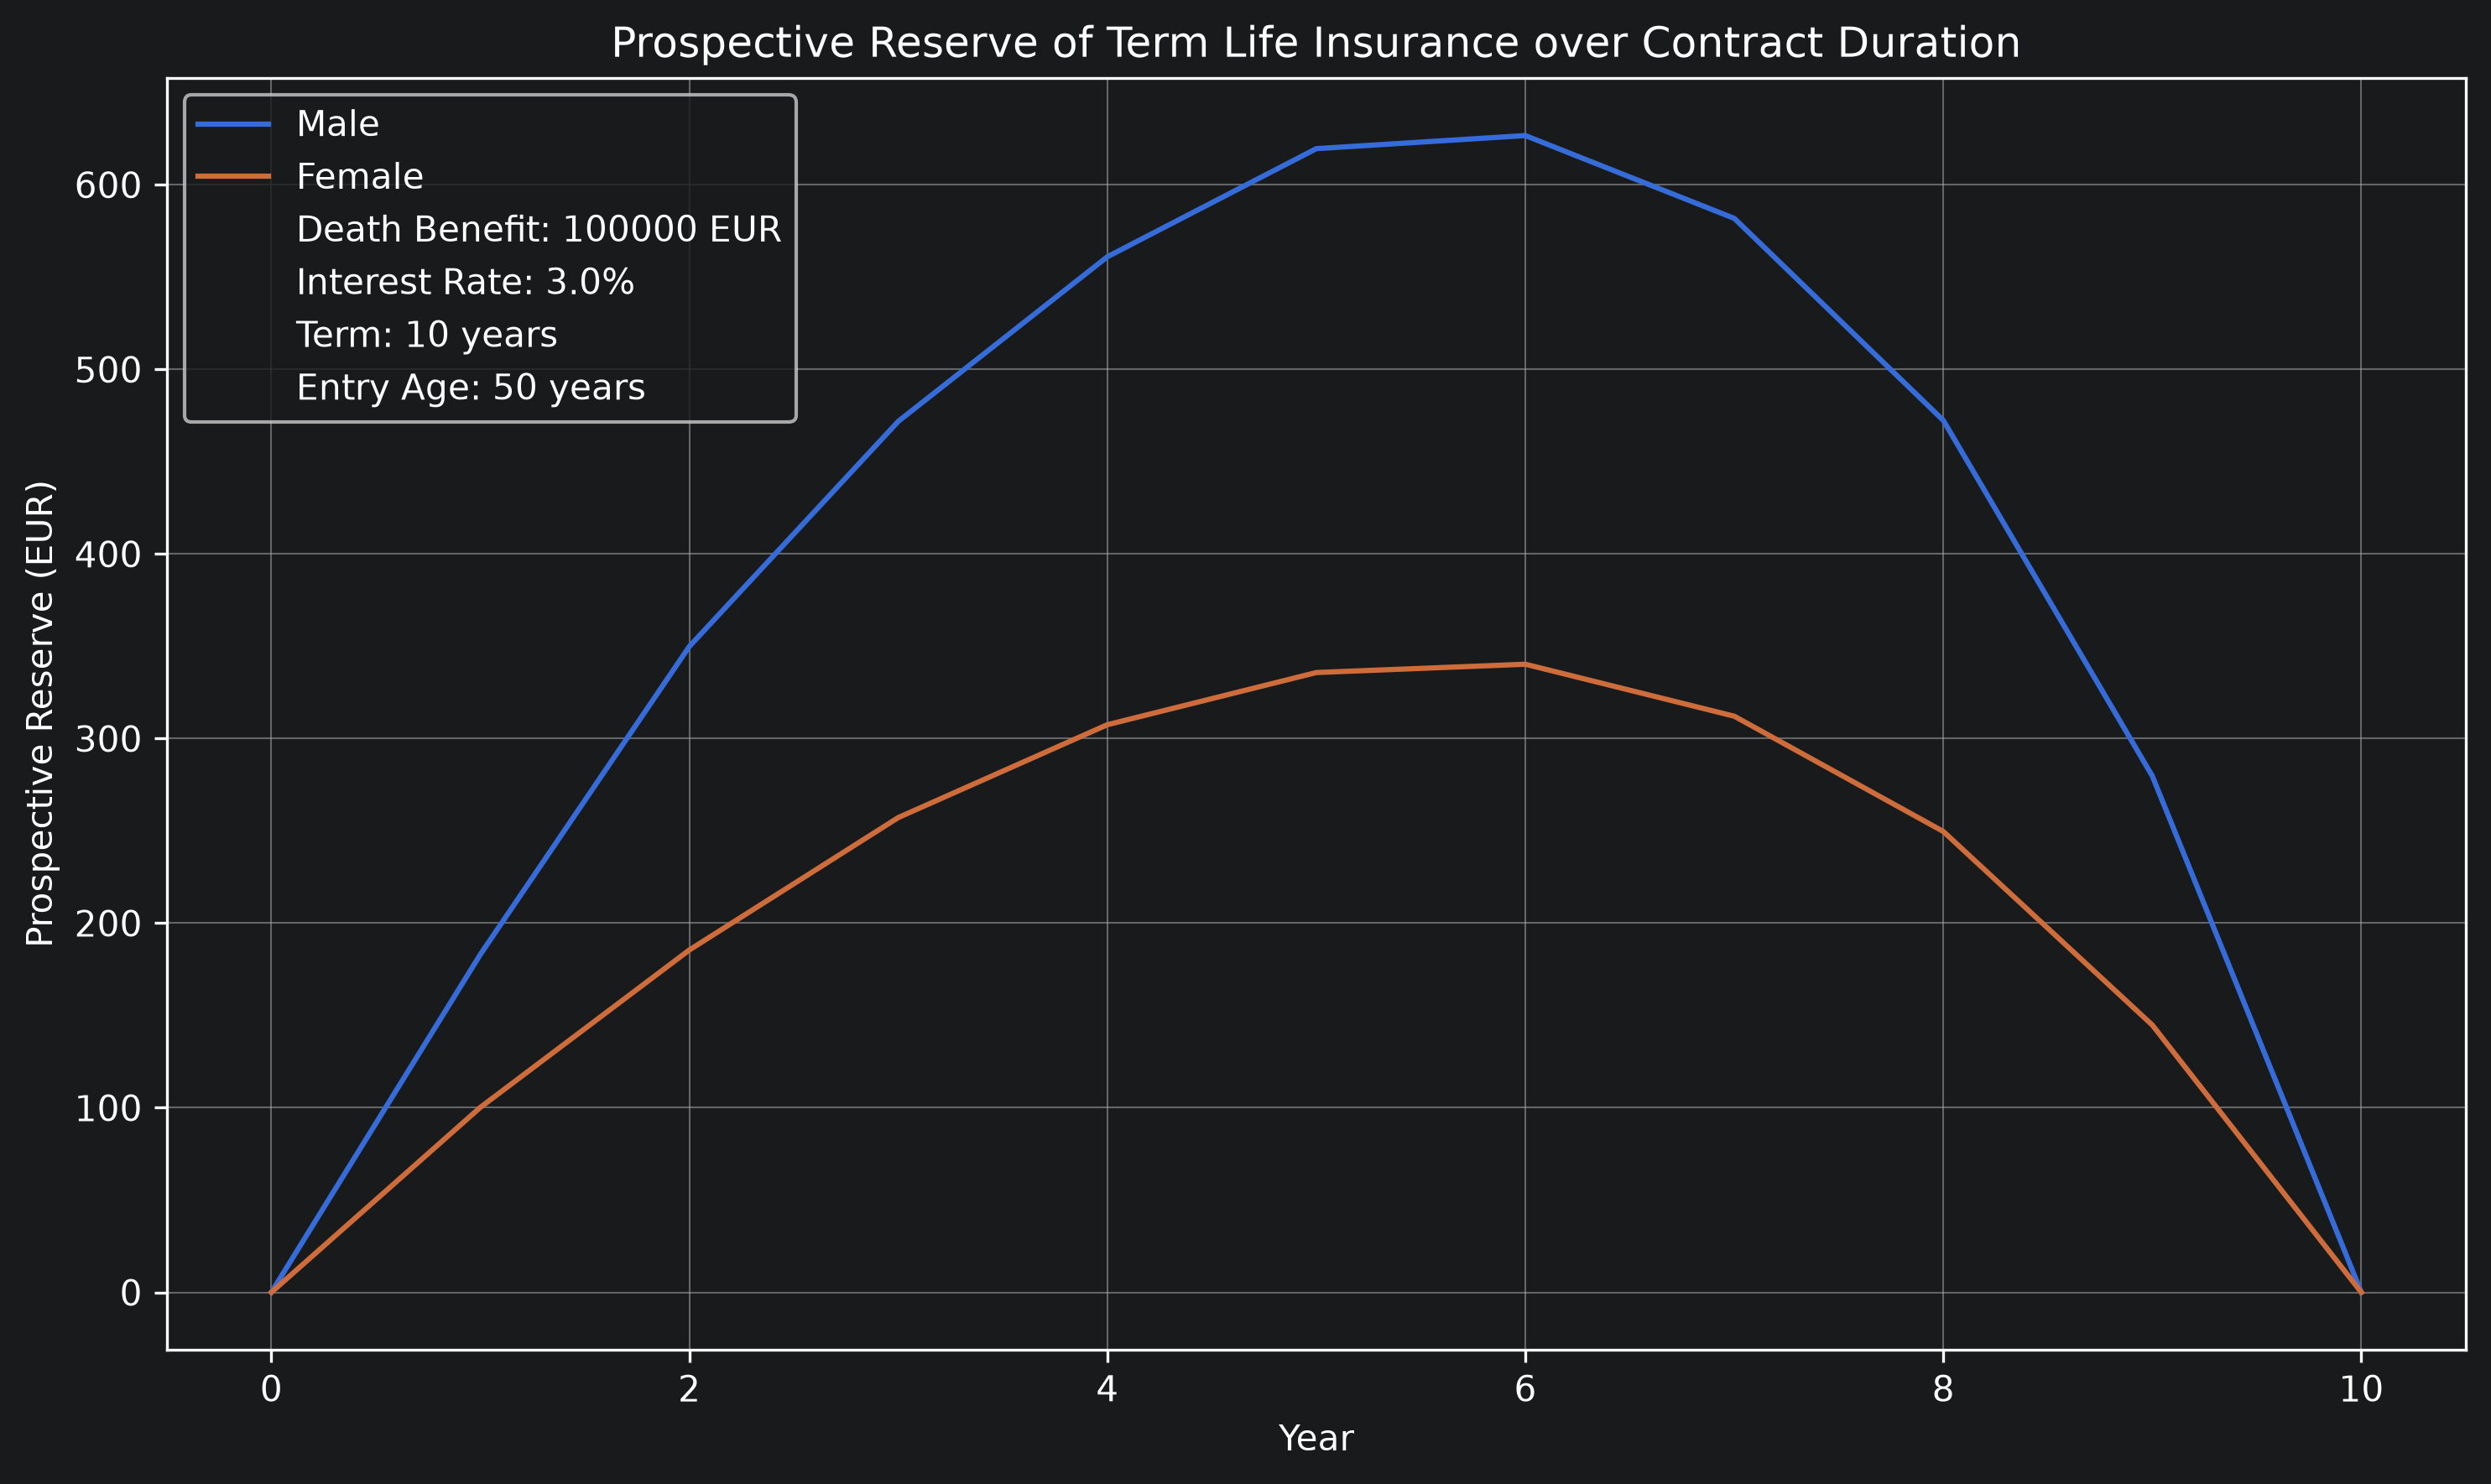 Prospective Reserve of Term Life Insurance over Contract Duration
Male
Female
Death Benefit: 100000 EUR
Interest Rate: 3.0%
Term: 10 years
Entry Age: 50 years
Prospective Reserve (EUR)
600
500
400
300
200
100
0
0 2 4 6 8 10
Year